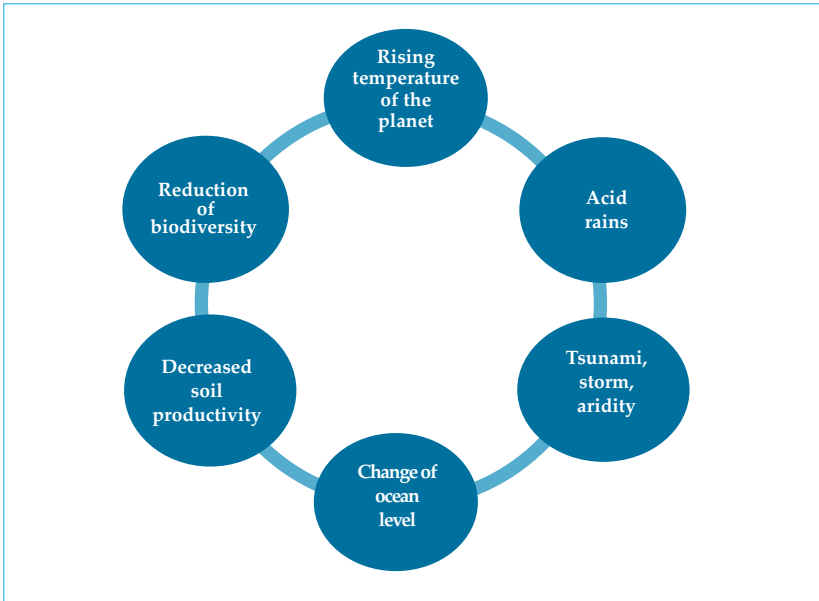 Rising
temperature
of the
planet
Acid
rains
Tsunami,
storm,
aridity
Change of
ocean
level
Decreased
soil
productivity
Reduction
of
biodiversity